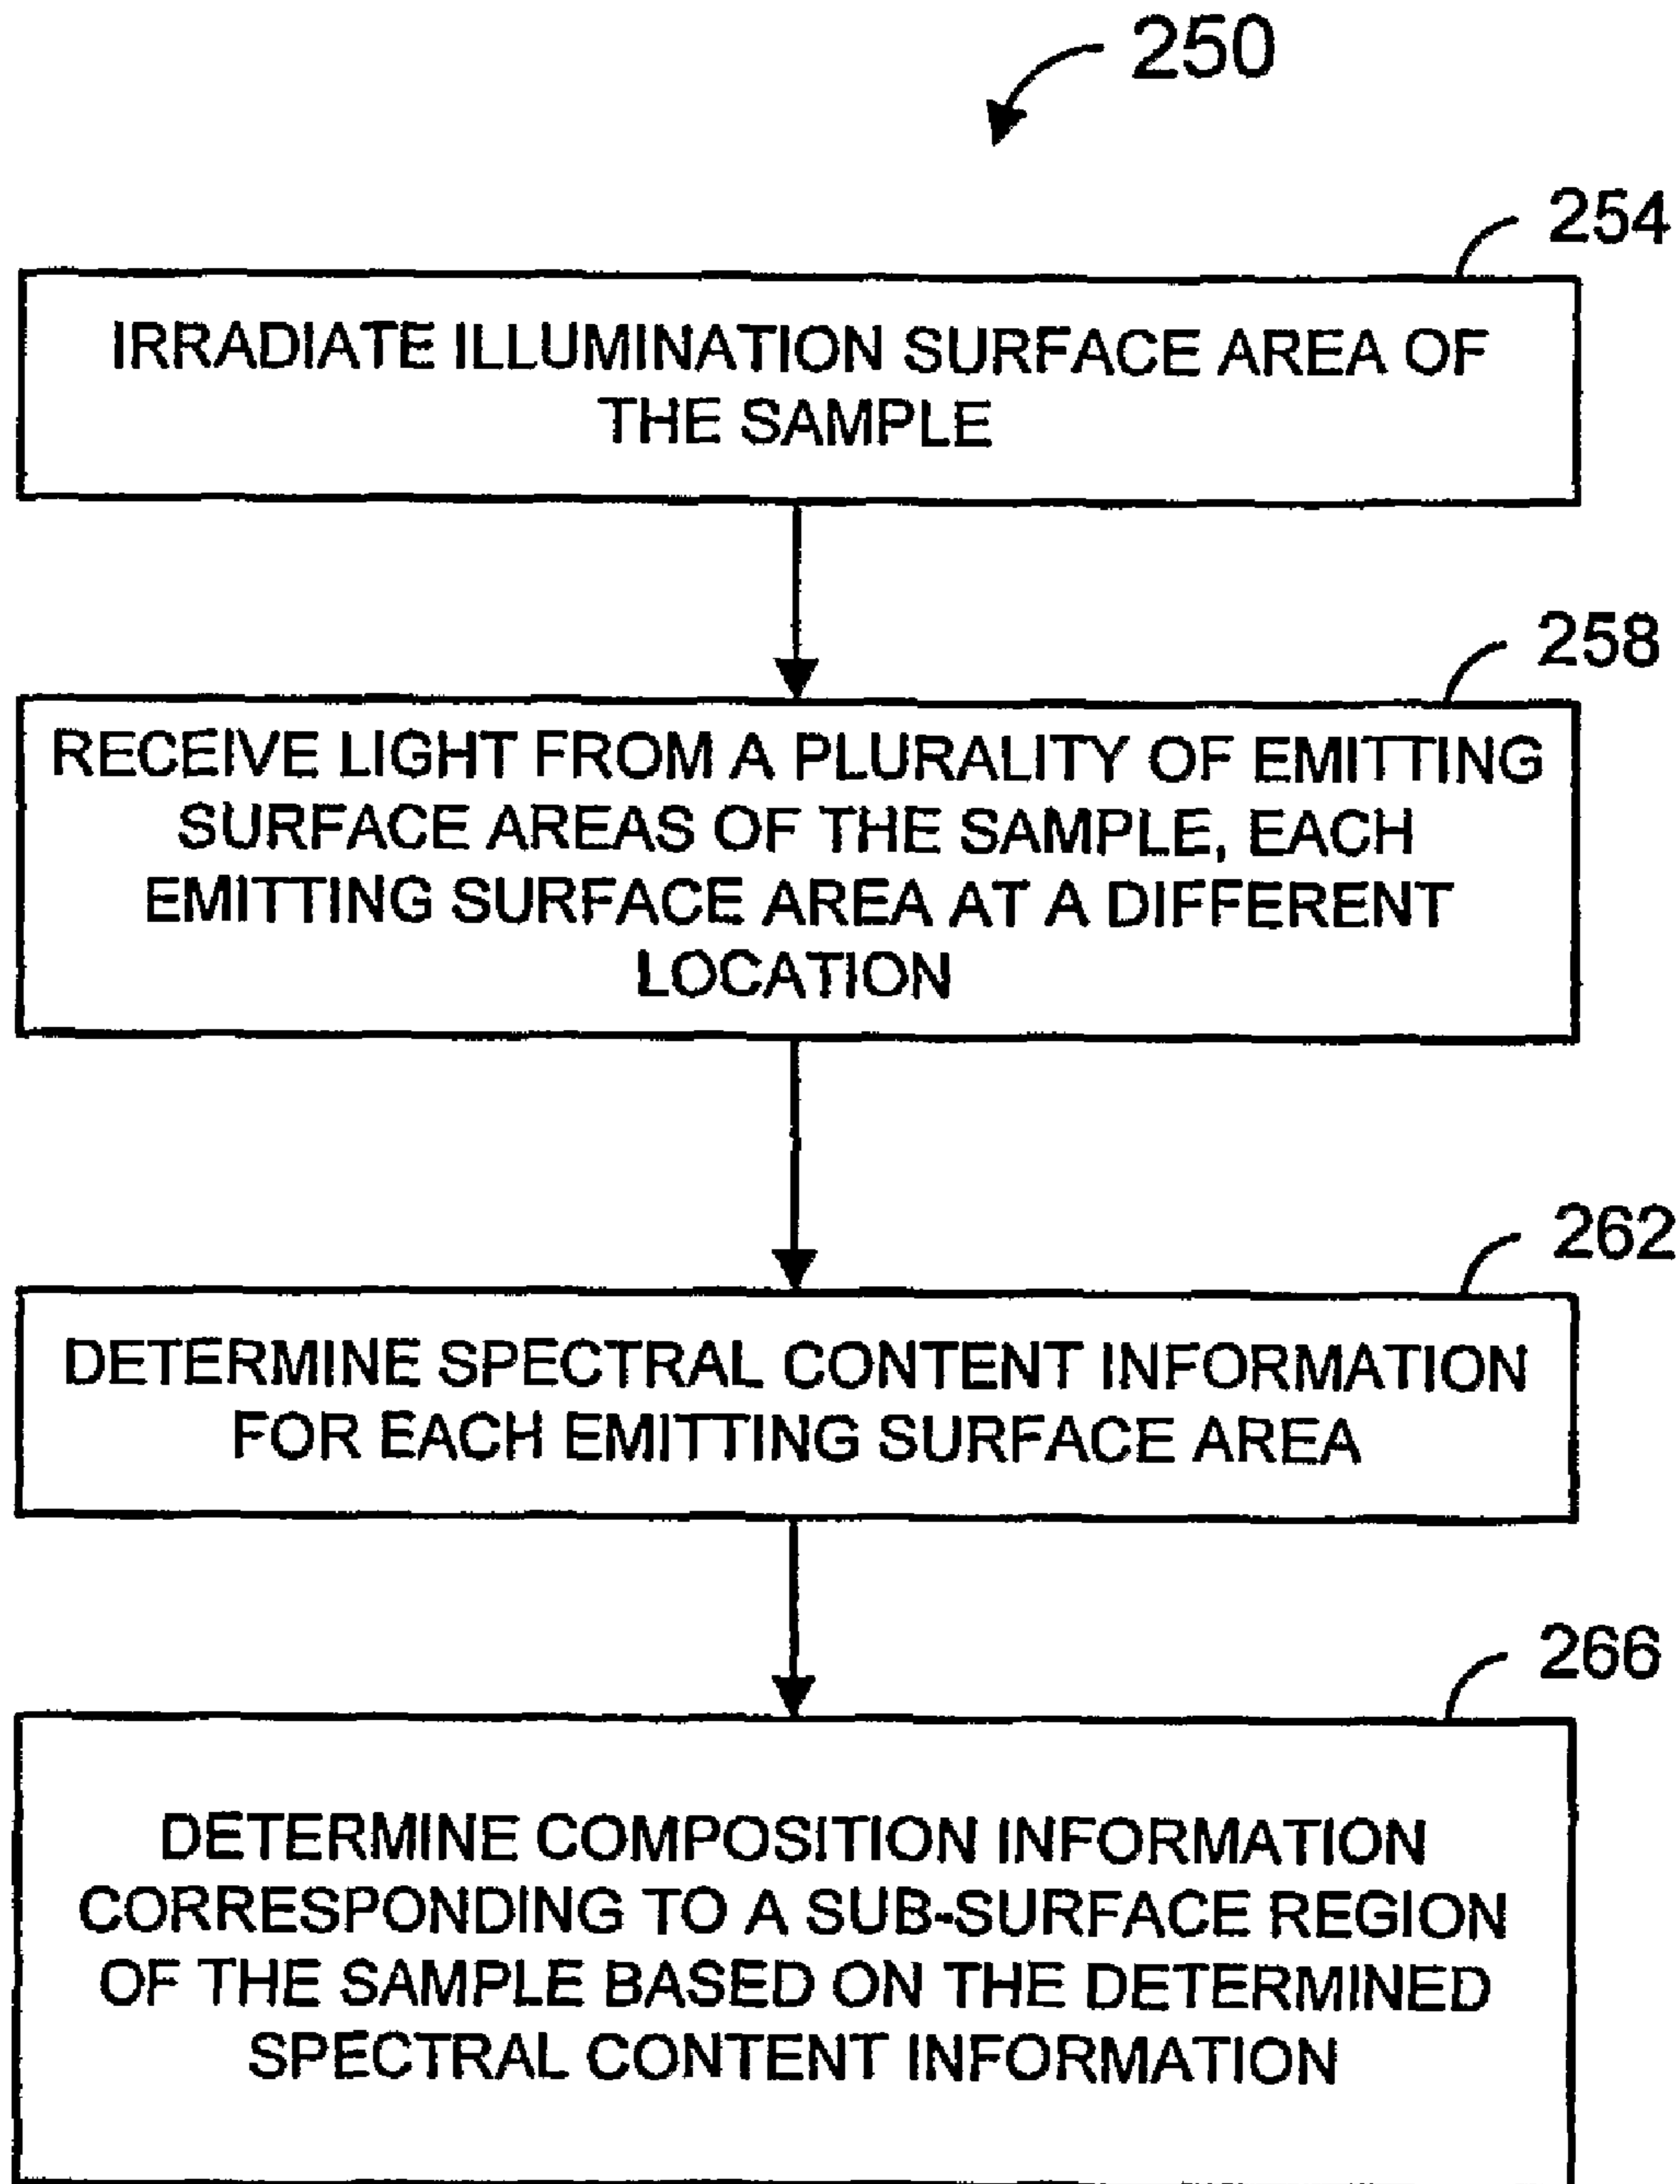 250
254
IRRADIATE ILLUMINATION SURFACE AREA OF
THE SAMPLE
258
RECEIVE LIGHT FROM A PLURALITY OF EMITTING
SURFACE AREAS OF THE SAMPLE, EACH
EMITTING SURFACE AREA AT A DIFFERENT
LOCATION
262
DETERMINE SPECTRAL CONTENT INFORMATION
FOR EACH EMITTING SURFACE AREA
266
DETERMINE COMPOSITION INFORMATION
CORRESPONDING TO A SUB-SURFACE REGION
OF THE SAMPLE BASED ON THE DETERMINED
SPECTRAL CONTENT INFORMATION